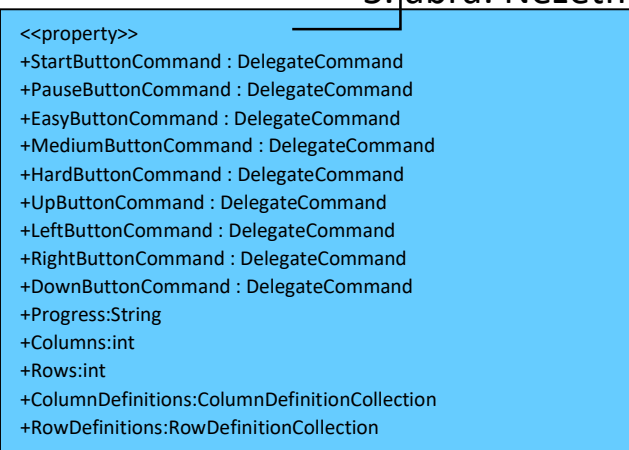 <<property>>
+StartButtonCommand : DelegateCommand
+PauseButtonCommand : DelegateCommand
+EasyButtonCommand : DelegateCommand
+MediumButtonCommand : DelegateCommand
+HardButtonCommand : DelegateCommand
+UpButtonCommand : DelegateCommand
+LeftButtonCommand : DelegateCommand
+RightButtonCommand : DelegateCommand
+DownButtonCommand : DelegateCommand
+Progress:String
+Columns:int
+Rows:int
+ColumnDefinitions:ColumnDefinitionCollection
+RowDefinitions:RowDefinitionCollection